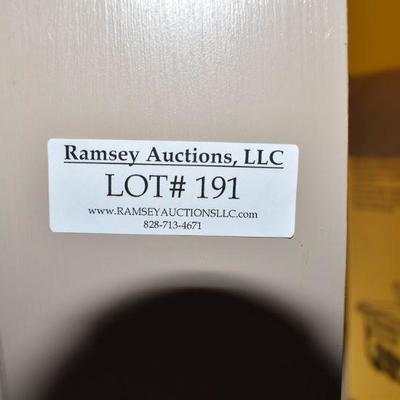 Ramsey Auctions, LLC
LOT# 191
www.RAMSEYAUCTIONSLLC.com
828-713-4671